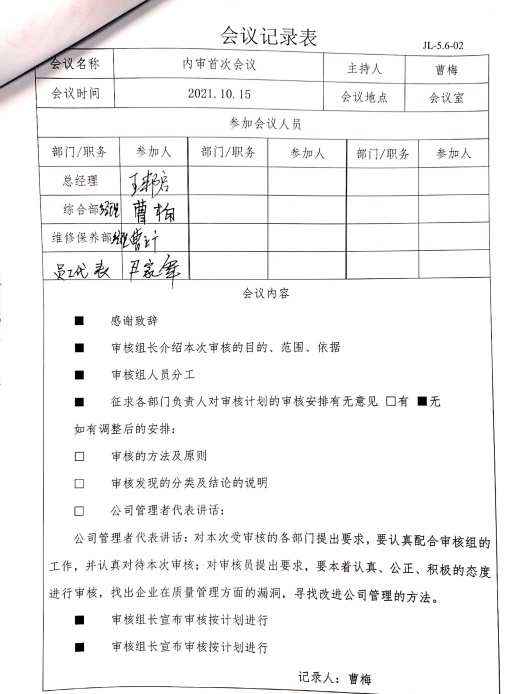 会议记录表
JL-5.6-02
会议名称 内审首次会议 主持人 曹梅
会议时间 2021.10.15 会议地点 会议室
参加会议人员
部门/职务 参加人 部门/职务 参加人 部门/职务 参加人
总经理
综合部经理 曹梅
维修保养部经理
员工代表
会议内容
■ 感谢致辞
■ 审核组长介绍本次审核的目的、范围、依据
■ 审核组人员分工
■ 征求各部门负责人对审核计划的审核安排有无意见 □有 ■无
如有调整后的安排:
□ 审核的方法及原则
□ 审核发现的分类及结论的说明
□ 公司管理者代表讲话:
公司管理者代表讲话: 对本次受审核的各部门提出要求, 要认真配合审核组的
工作, 并认真对待本次审核; 对审核员提出要求, 要本着认真、公正、积极的态度
进行审核, 找出企业在质量管理方面的漏洞, 寻找改进公司管理的方法。
■ 审核组长宣布审核按计划进行
■ 审核组长宣布审核按计划进行
记录人: 曹梅